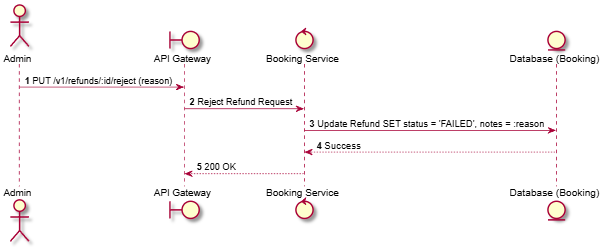 Admin
API Gateway
Booking Service
Database (Booking)
1 PUT /v1/refunds/:id/reject (reason)
2 Reject Refund Request
3 Update Refund SET status = 'FAILED', notes = :reason
4 Success
5 200 OK
Admin
API Gateway
Booking Service
Database (Booking)